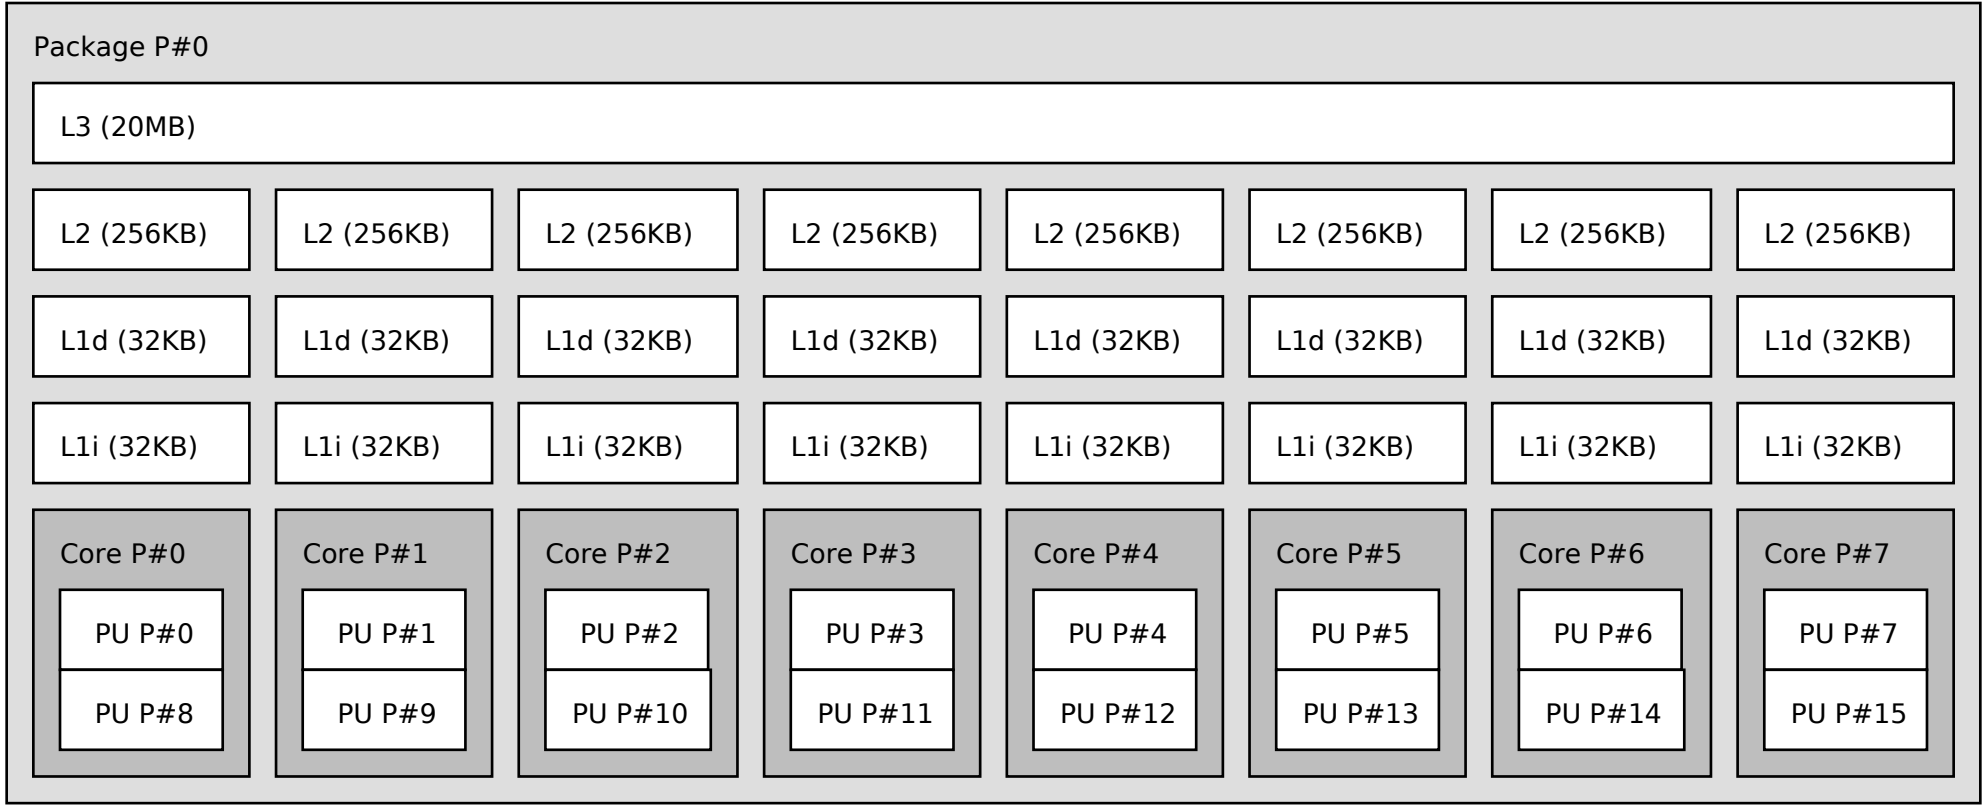 Package P#0
L3 (20MB)
L2 (256KB) L2 (256KB) L2 (256KB) L2 (256KB) L2 (256KB) L2 (256KB) L2 (256KB) L2 (256KB)
L1d (32KB) L1d (32KB) L1d (32KB) L1d (32KB) L1d (32KB) L1d (32KB) L1d (32KB) L1d (32KB)
L1i (32KB) L1i (32KB) L1i (32KB) L1i (32KB) L1i (32KB) L1i (32KB) L1i (32KB) L1i (32KB)
Core P#0 Core P#1 Core P#2 Core P#3 Core P#4 Core P#5 Core P#6 Core P#7
PU P#0 PU P#1 PU P#2 PU P#3 PU P#4 PU P#5 PU P#6 PU P#7
PU P#8 PU P#9 PU P#10 PU P#11 PU P#12 PU P#13 PU P#14 PU P#15